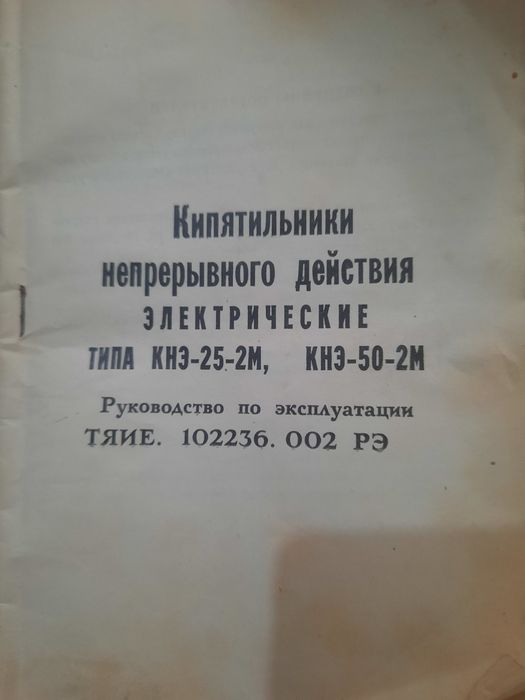 Кипятильники
непрерывного действия
ЭЛЕКТРИЧЕСКИЕ
ТИПА КНЭ-25-2М, КНЭ-50-2М
Руководство по эксплуатации
ТЯИЕ. 102236. 002 РЭ